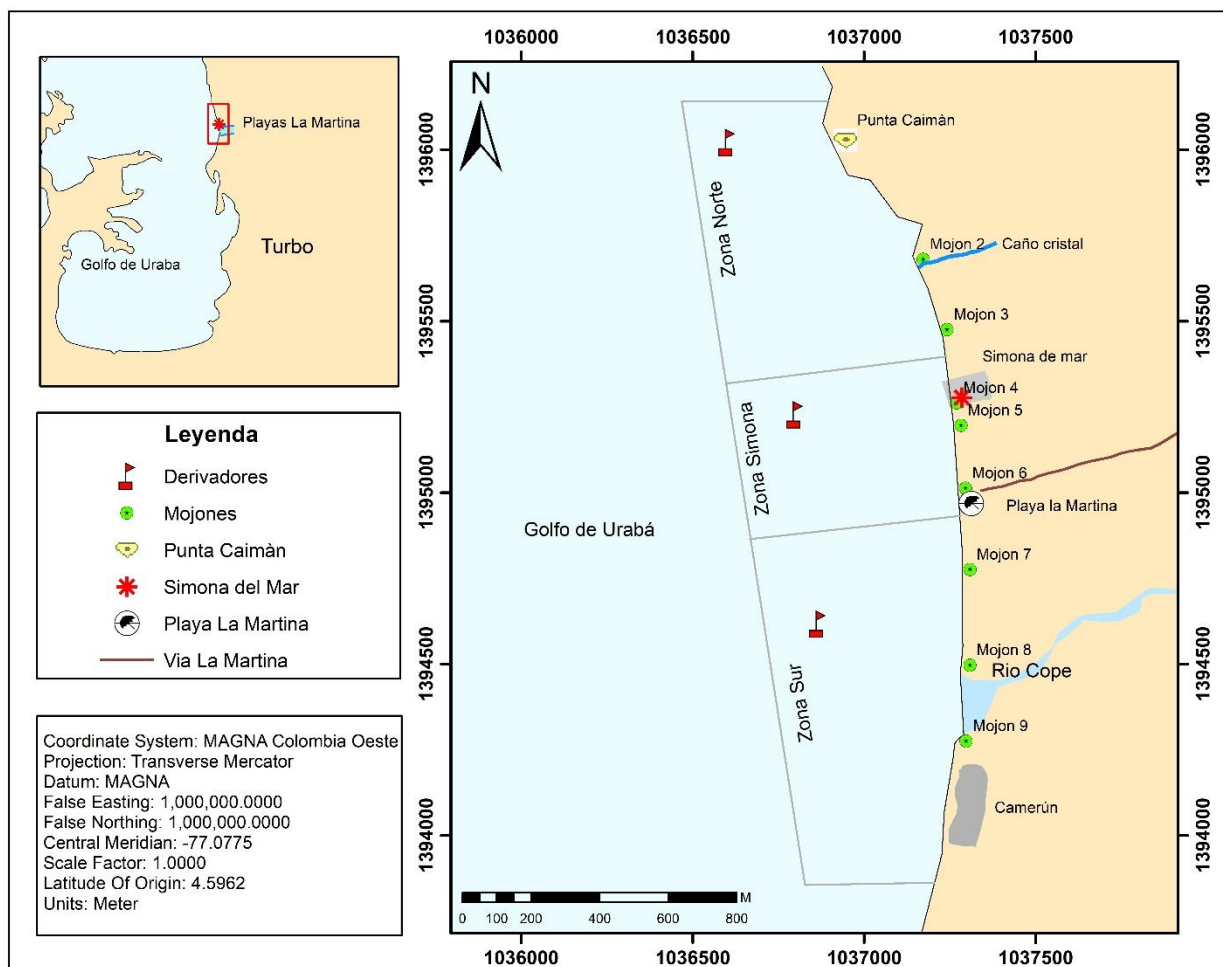 Playas La Martina
Turbo
Golfo de Uraba
Leyenda
Derivadores
Mojones
Punta Caimàn
Simona del Mar
Playa La Martina
Via La Martina
Coordinate System: MAGNA Colombia Oeste
Projection: Transverse Mercator
Datum: MAGNA
False Easting: 1,000,000.0000
False Northing: 1,000,000.0000
Central Meridian: -77.0775
Scale Factor: 1.0000
Latitude Of Origin: 4.5962
Units: Meter
1036000
1036500
1037000
1037500
N
1396000
1395500
1395000
1394500
1394000
Punta Caimàn
Zona Norte
Mojon 2
Caño cristal
Mojon 3
Simona de mar
Mojon 4
Mojon 5
Zona Simona
Mojon 6
Playa la Martina
Golfo de Urabá
Mojon 7
Zona Sur
Mojon 8
Rio Cope
Mojon 9
Camerún
M
0 100 200 400 600 800
1396000
1395500
1395000
1394500
1394000
1036000
1036500
1037000
1037500